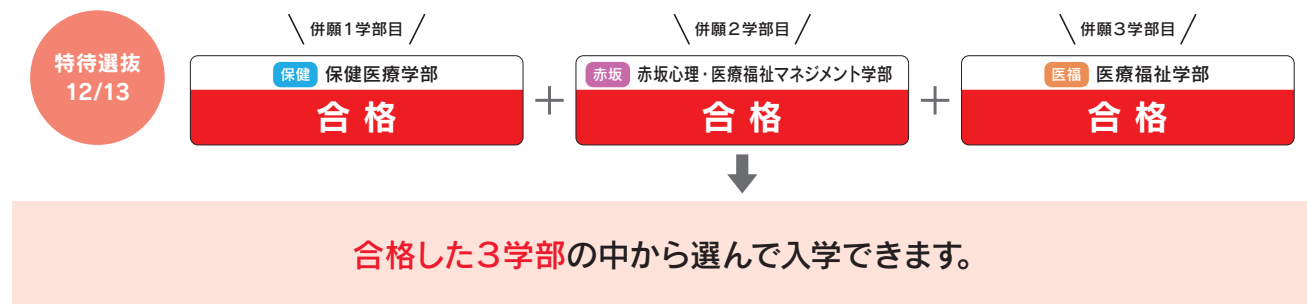 特待選抜
12/13
併願1学部目
保健 保健医療学部
合格
＋
併願2学部目
赤坂 赤坂心理・医療福祉マネジメント学部
合格
＋
併願3学部目
医福 医療福祉学部
合格
合格した3学部の中から選んで入学できます。